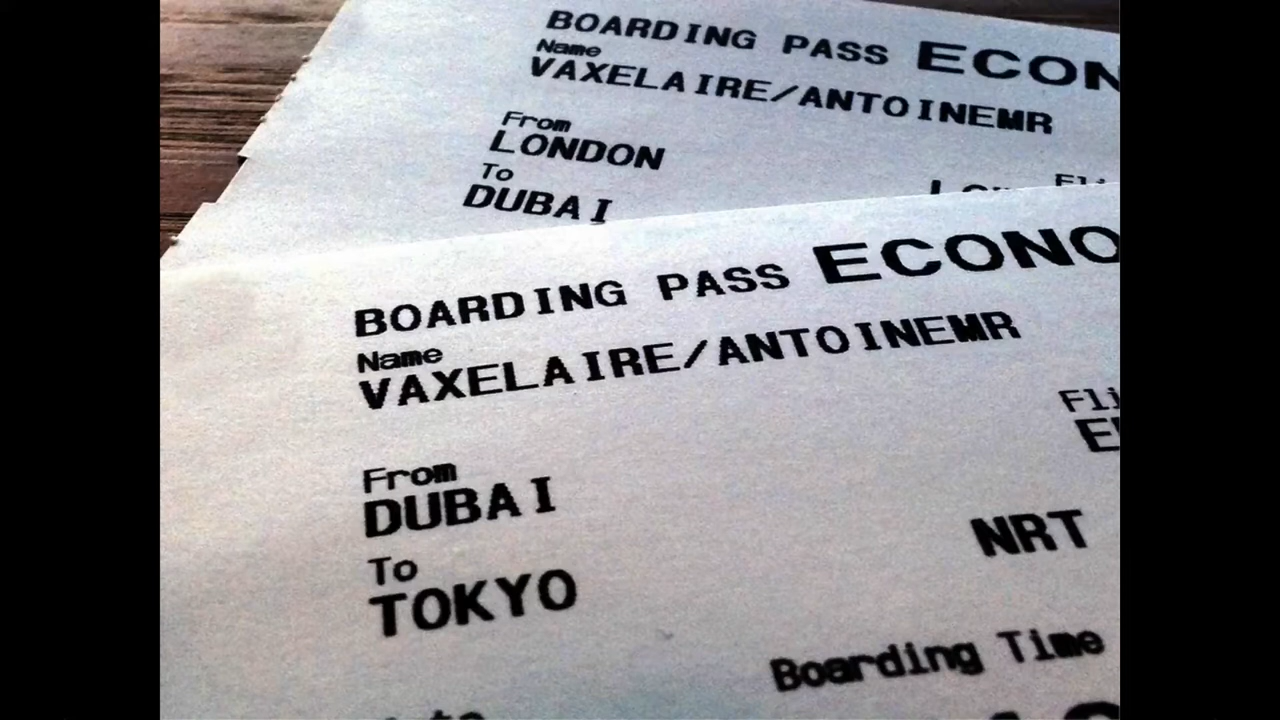 BOARDING PASS ECON
Name
VAXELAIRE/ANTOINEMR
From
LONDON
To
DUBAI
BOARDING PASS ECONO
Name
VAXELAIRE/ANTOINEMR
From
DUBAI
Fli
To
TOKYO
NRT
Boarding Time